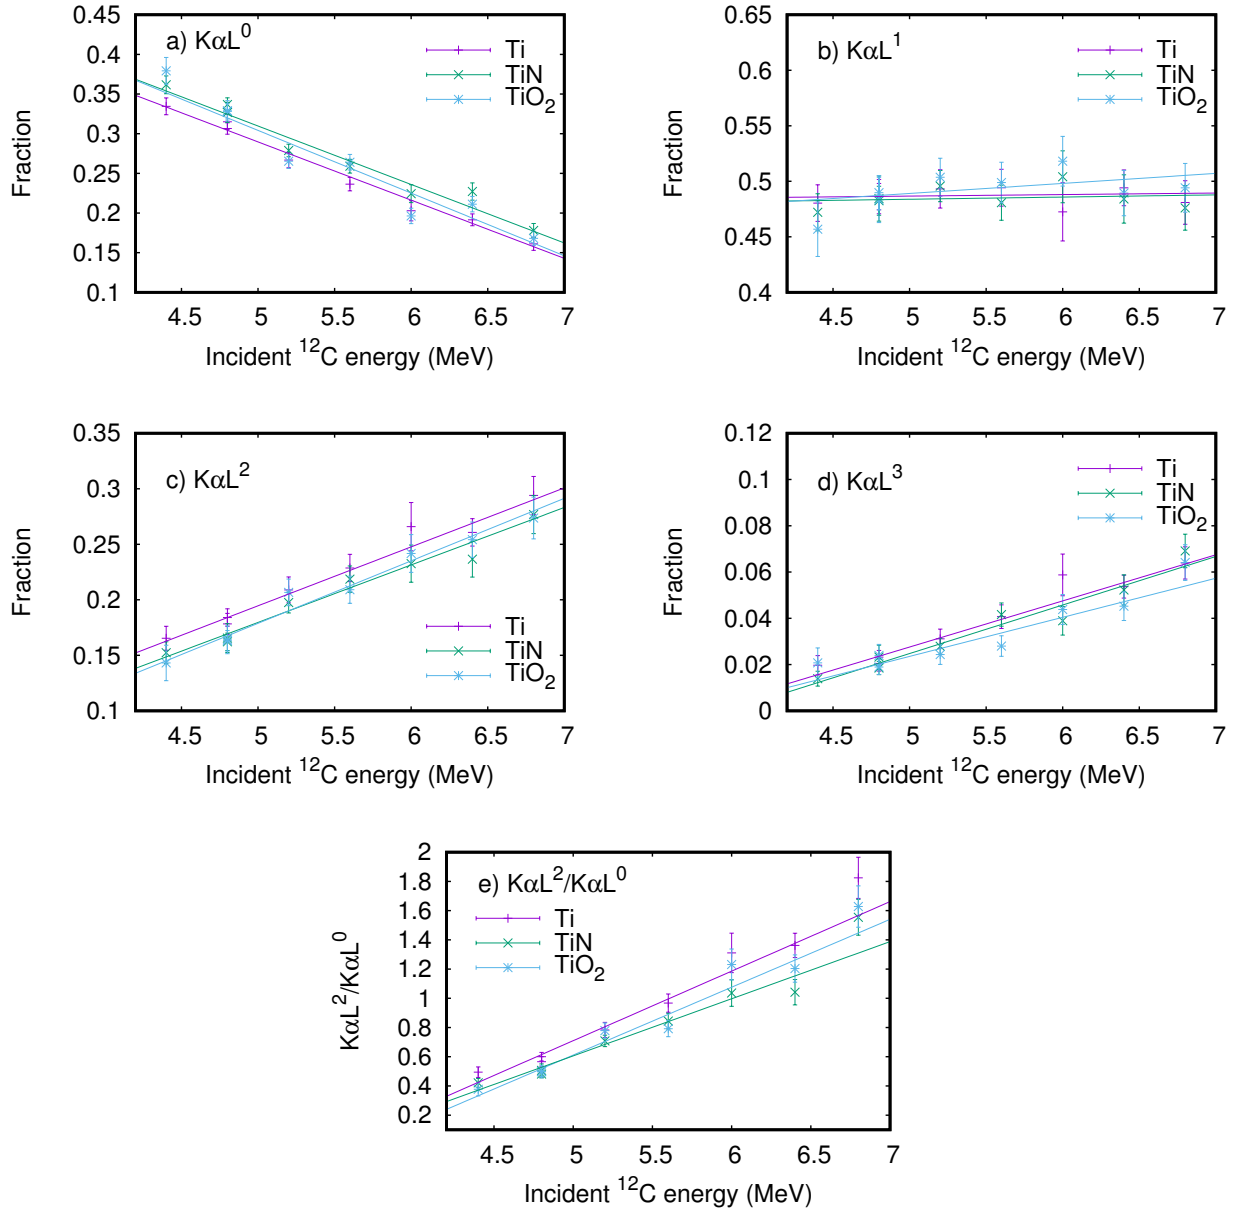 a) KαL⁰
Ti
TiN
TiO₂
0.45
0.4
0.35
0.3
0.25
0.2
0.15
0.1
Fraction
4.5 5 5.5 6 6.5 7
Incident ¹²C energy (MeV)
b) KαL¹
Ti
TiN
TiO₂
0.65
0.6
0.55
0.5
0.45
0.4
Fraction
4.5 5 5.5 6 6.5 7
Incident ¹²C energy (MeV)
c) KαL²
Ti
TiN
TiO₂
0.35
0.3
0.25
0.2
0.15
0.1
Fraction
4.5 5 5.5 6 6.5 7
Incident ¹²C energy (MeV)
d) KαL³
Ti
TiN
TiO₂
0.12
0.1
0.08
0.06
0.04
0.02
0
Fraction
4.5 5 5.5 6 6.5 7
Incident ¹²C energy (MeV)
e) KαL²/KαL⁰
Ti
TiN
TiO₂
2
1.8
1.6
1.4
1.2
1
0.8
0.6
0.4
0.2
KαL²/KαL⁰
4.5 5 5.5 6 6.5 7
Incident ¹²C energy (MeV)